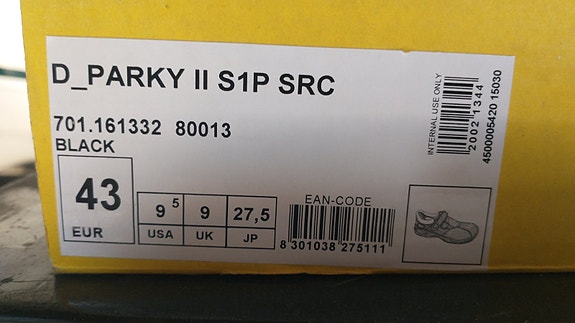 D_PARKY II S1P SRC
701.161332 80013
BLACK
43
EUR
9 5
USA
9
UK
27,5
JP
EAN-CODE
8 301038 275111
INTERNAL USE ONLY
2002 1344
4500006420 15030